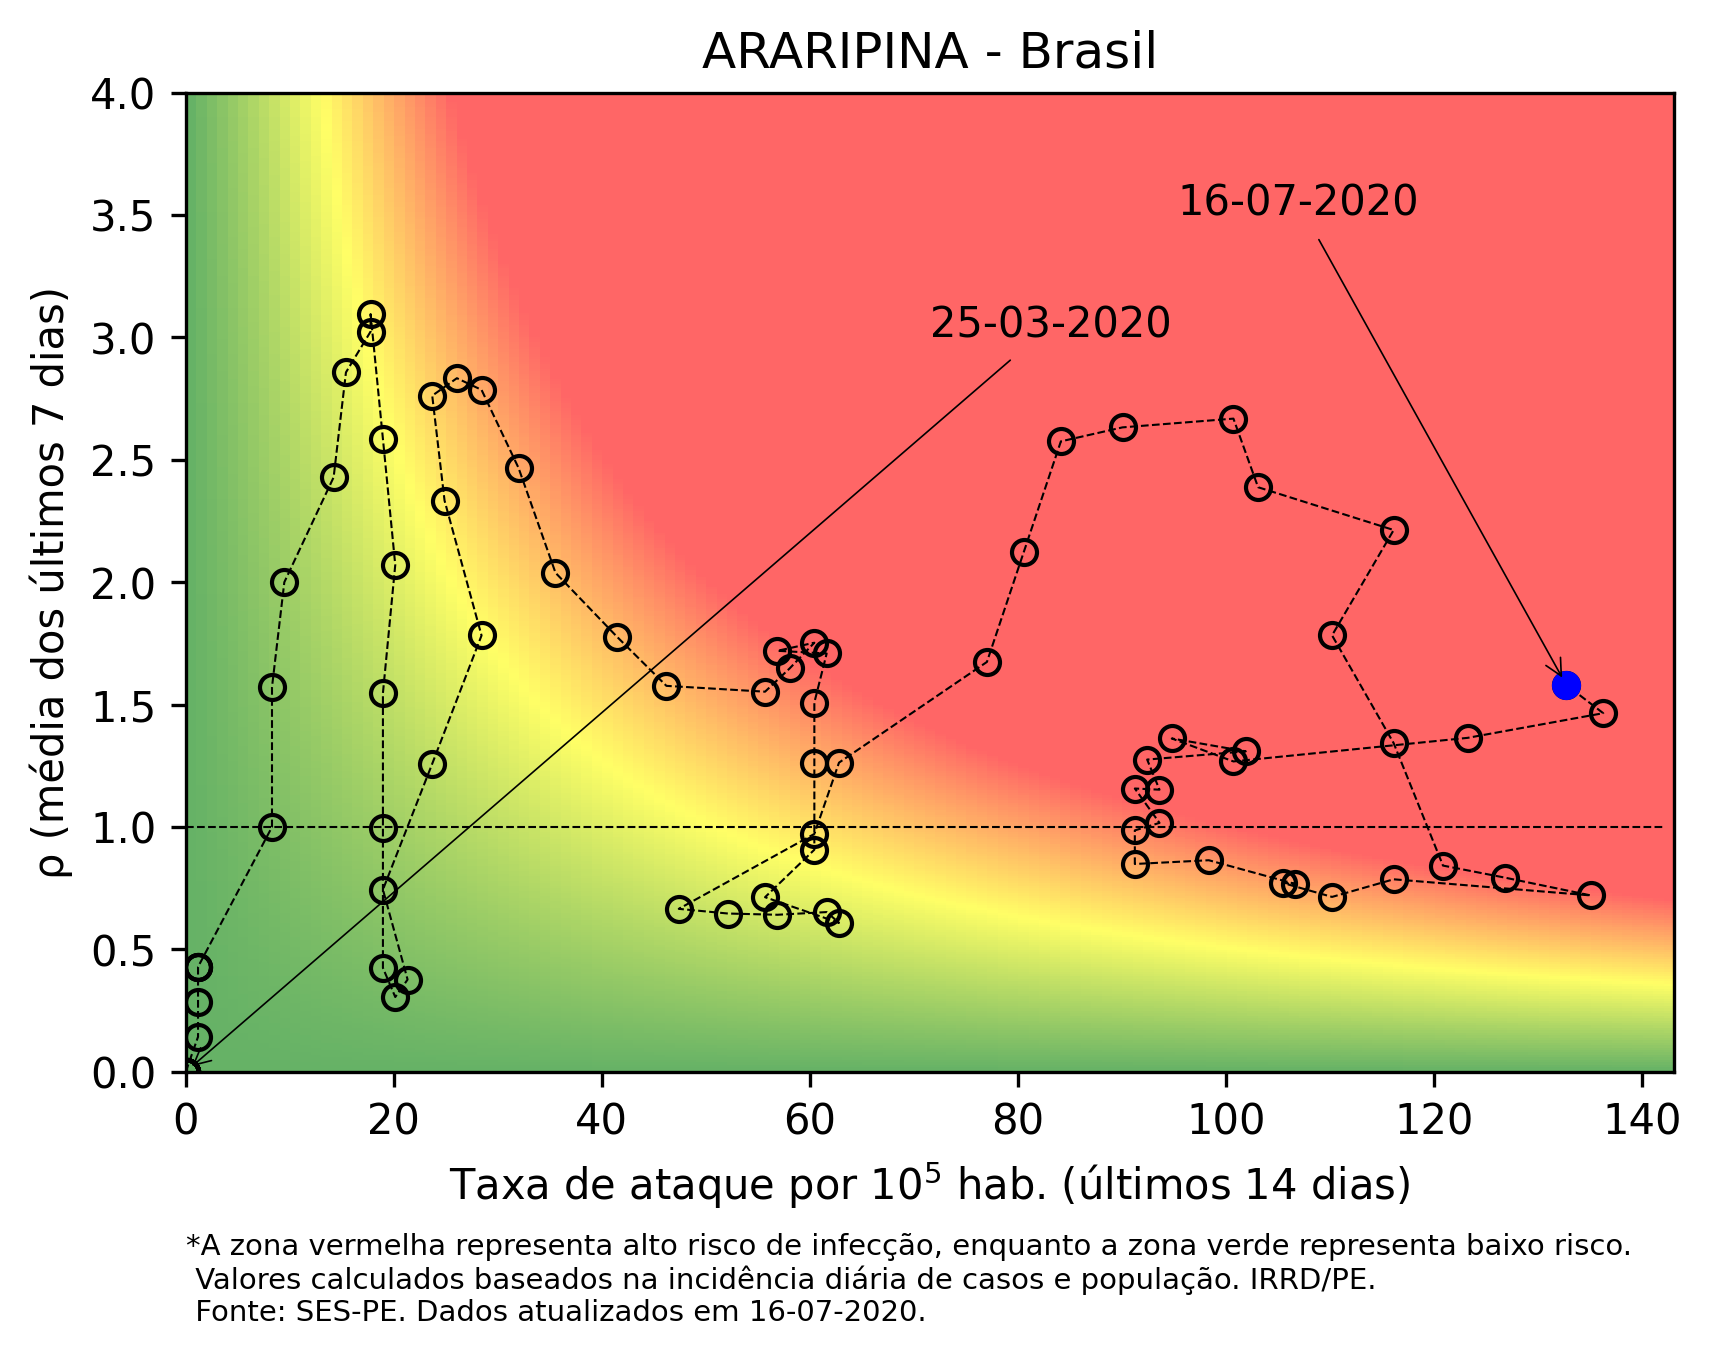 ARARIPINA - Brasil
4.0
3.5
3.0
2.5
2.0
1.5
1.0
0.5
0.0
ρ (média dos últimos 7 dias)
16-07-2020
25-03-2020
0 20 40 60 80 100 120 140
Taxa de ataque por 10⁵ hab. (últimos 14 dias)
*A zona vermelha representa alto risco de infecção, enquanto a zona verde representa baixo risco.
Valores calculados baseados na incidência diária de casos e população. IRRD/PE.
Fonte: SES-PE. Dados atualizados em 16-07-2020.